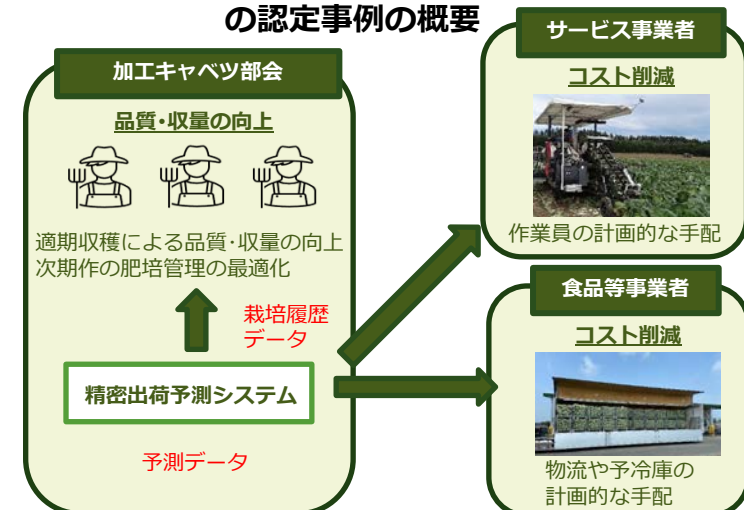 の認定事例の概要
加工キャベツ部会
品質・収量の向上
適期収穫による品質・収量の向上
次期作の肥培管理の最適化
栽培履歴
データ
精密出荷予測システム
予測データ
サービス事業者
コスト削減
作業員の計画的な手配
食品等事業者
コスト削減
物流や予冷庫の
計画的な手配